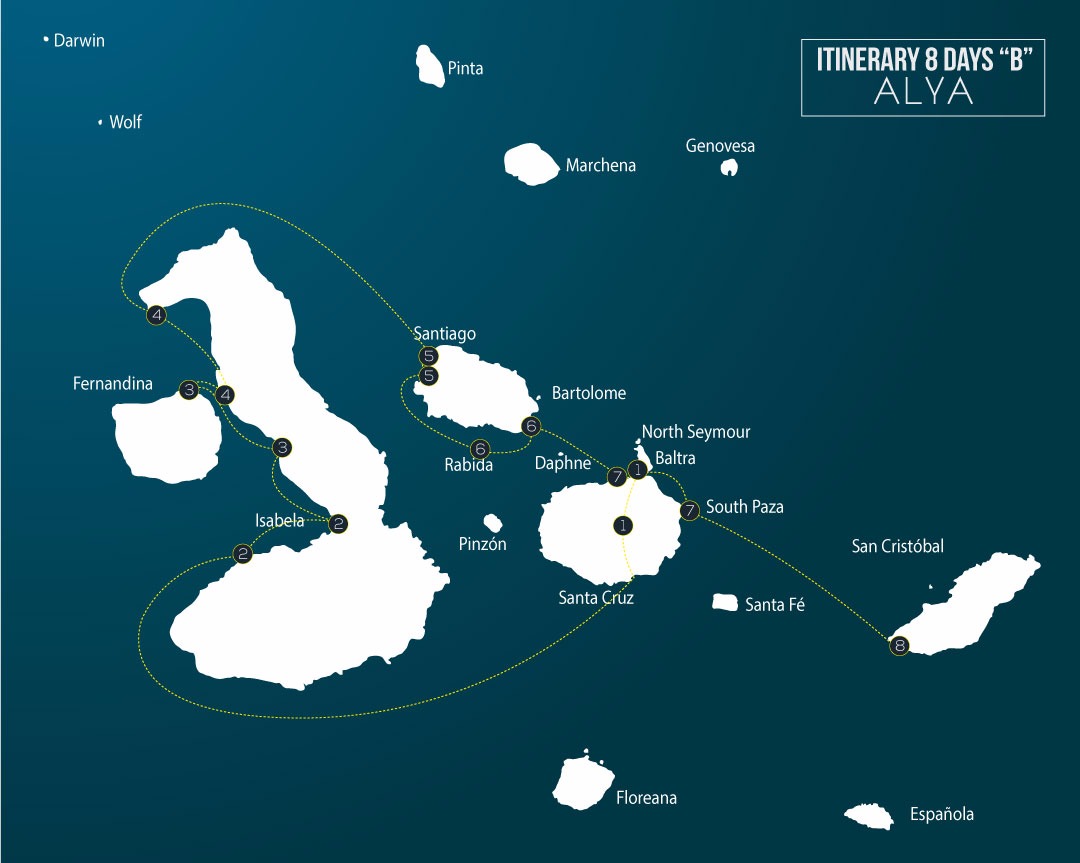 Darwin
Pinta
ITINERARY 8 DAYS “B”
ALYA
Wolf
Genovesa
Marchena
4
Santiago
5
5
Fernandina
3
4
Bartolome
6
North Seymour
3
6
Rabida
Daphne
Baltra
7
1
7
South Paza
Isabela
2
1
Pinzón
2
San Cristóbal
Santa Cruz
Santa Fé
8
Floreana
Española